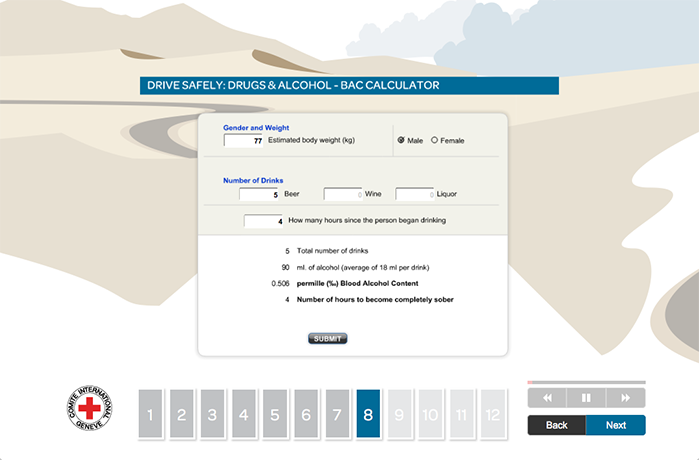 DRIVE SAFELY: DRUGS & ALCOHOL - BAC CALCULATOR
Gender and Weight
77 Estimated body weight (kg) Male Female
Number of Drinks
5 Beer 0 Wine 0 Liquor
4 How many hours since the person began drinking
5 Total number of drinks
90 ml. of alcohol (average of 18 ml per drink)
0.506 permille (‰) Blood Alcohol Content
4 Number of hours to become completely sober
SUBMIT
COMITE INTERNATIONAL GENEVE
1 2 3 4 5 6 7 8 9 10 11 12
Back Next